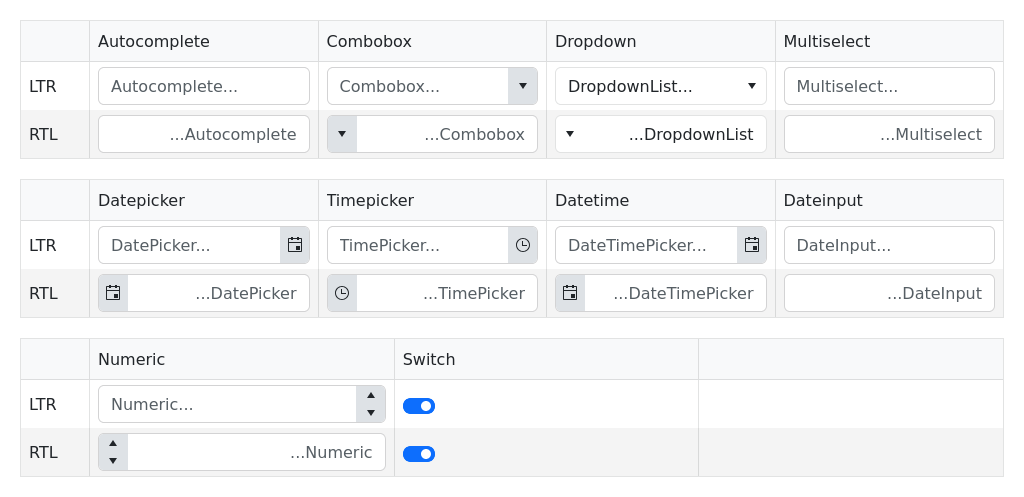 Autocomplete Combobox Dropdown Multiselect
LTR Autocomplete... Combobox... DropdownList... Multiselect...
RTL ...Autocomplete ...Combobox ...DropdownList ...Multiselect
Datepicker Timepicker Datetime Dateinput
LTR DatePicker... TimePicker... DateTimePicker... DateInput...
RTL ...DatePicker ...TimePicker ...DateTimePicker ...DateInput
Numeric Switch
LTR Numeric...
RTL ...Numeric